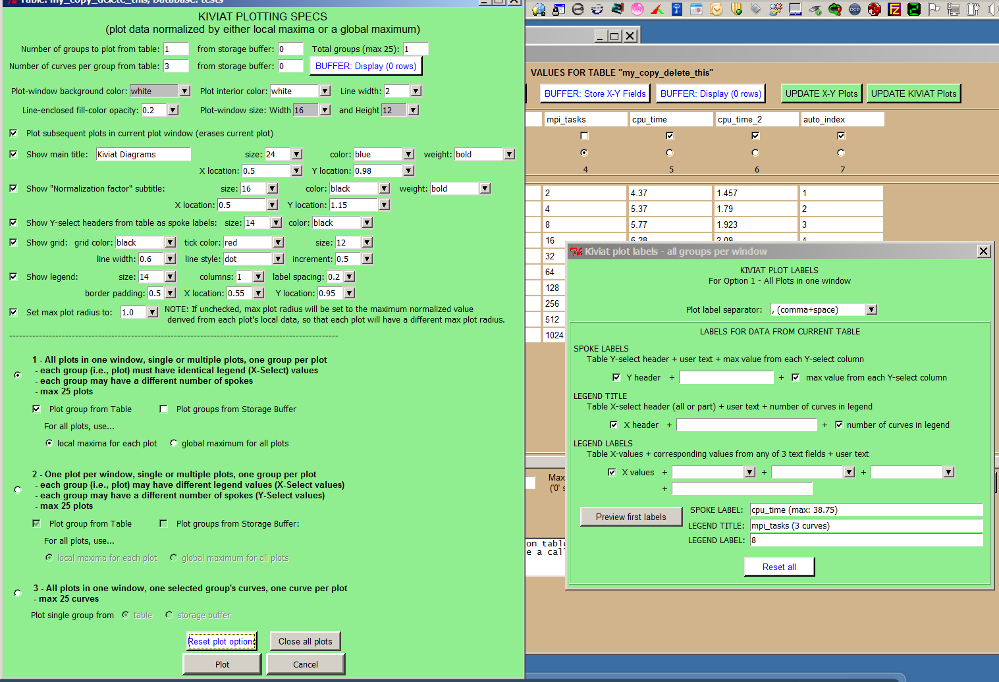 Table: my_copy_delete_this, Database: tests
KIVIAT PLOTTING SPECS
(plot data normalized by either local maxima or a global maximum)
Number of groups to plot from table: 1 from storage buffer: 0 Total groups (max 25): 1
Number of curves per group from table: 3 from storage buffer: 0 BUFFER: Display (0 rows)
Plot-window background color: white Plot interior color: white Line width: 2
Line-enclosed fill-color opacity: 0.2 Plot-window size: Width 16 and Height 12
Plot subsequent plots in current plot window (erases current plot)
Show main title: Kiviat Diagrams size: 24 color: blue weight: bold
X location: 0.5 Y location: 0.98
Show "Normalization factor" subtitle: size: 16 color: black weight: bold
X location: 0.5 Y location: 1.15
Show Y-select headers from table as spoke labels: size: 14 color: black
Show grid: grid color: black tick color: red size: 12
line width: 0.6 line style: dot increment: 0.5
Show legend: size: 14 columns: 1 label spacing: 0.2
border padding: 0.5 X location: 0.55 Y location: 0.95
Set max plot radius to: 1.0 NOTE: If unchecked, max plot radius will be set to the maximum normalized value
derived from each plot's local data, so that each plot will have a different max plot radius.
----------------------------------------------------------------------------------------------------
1 - All plots in one window, single or multiple plots, one group per plot
- each group (i.e., plot) must have identical legend (X-Select) values
- each group may have a different number of spokes
- max 25 plots
Plot group from Table Plot groups from Storage Buffer
For all plots, use...
local maxima for each plot global maximum for all plots
2 - One plot per window, single or multiple plots, one group per plot
- each group (i.e., plot) may have different legend values (X-Select values)
- each group may have a different number of spokes (Y-Select values)
- max 25 plots
Plot group from Table Plot groups from Storage Buffer:
For all plots, use...
local maxima for each plot global maximum for all plots
3 - All plots in one window, one selected group's curves, one curve per plot
- max 25 curves
Plot single group from table storage buffer
Reset plot options Close all plots
Plot Cancel
DCP
VALUES FOR TABLE "my_copy_delete_this"
BUFFER: Store X-Y Fields BUFFER: Display (0 rows) UPDATE X-Y Plots UPDATE KIVIAT Plots
mpi_tasks cpu_time cpu_time_2 auto_index
4 5 6 7
2 4.37 1.457 1
4 5.37 1.79 2
8 5.77 1.923 3
16 6.28 2.09 4
32
64
128
256
512
1024
Max
('0' s
on table
e a cal
Kiviat plot labels - all groups per window
KIVIAT PLOT LABELS
For Option 1 - All Plots in one window
Plot label separator: , (comma+space)
LABELS FOR DATA FROM CURRENT TABLE
SPOKE LABELS
Table Y-select header + user text + max value from each Y-select column
Y header + + max value from each Y-select column
LEGEND TITLE
Table X-select header (all or part) + user text + number of curves in legend
X header + + number of curves in legend
LEGEND LABELS
Table X-values + corresponding values from any of 3 text fields + user text
X values + + +
+
Preview first labels
SPOKE LABEL: cpu_time (max: 38.75)
LEGEND TITLE: mpi_tasks (3 curves)
LEGEND LABEL: 8
Reset all